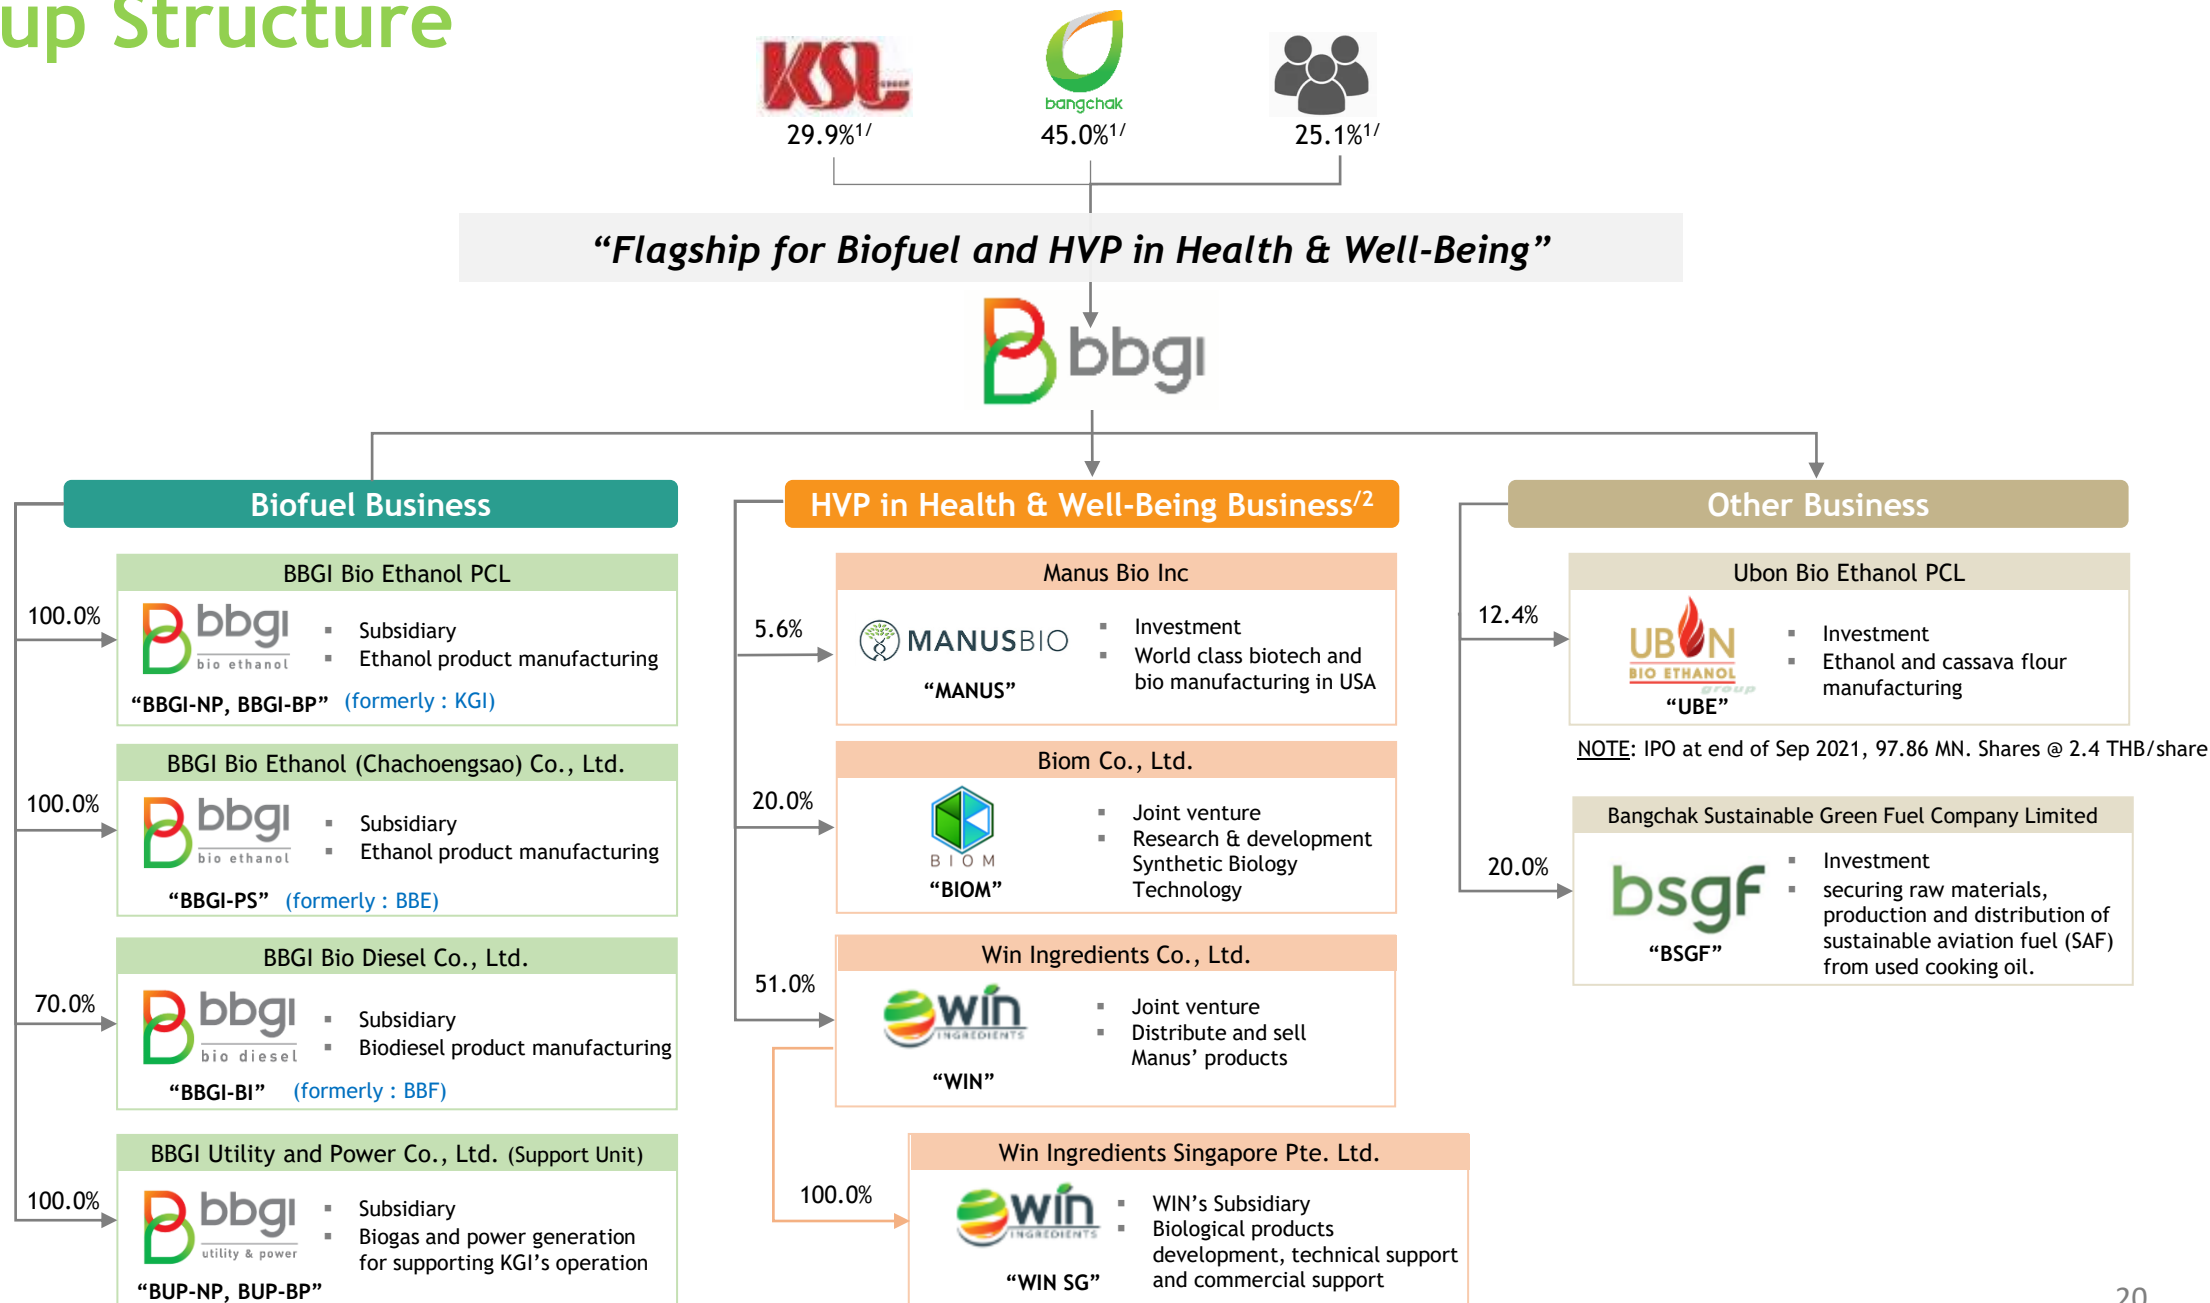 up Structure
KSL GROUP
bangchak
29.9%1/
45.0%1/
25.1%1/
“Flagship for Biofuel and HVP in Health & Well-Being”
bbgi
Biofuel Business
BBGI Bio Ethanol PCL
100.0%
bbgi
bio ethanol
▪ Subsidiary
▪ Ethanol product manufacturing
“BBGI-NP, BBGI-BP” (formerly : KGI)
BBGI Bio Ethanol (Chachoengsao) Co., Ltd.
100.0%
bbgi
bio ethanol
▪ Subsidiary
▪ Ethanol product manufacturing
“BBGI-PS” (formerly : BBE)
BBGI Bio Diesel Co., Ltd.
70.0%
bbgi
bio diesel
▪ Subsidiary
▪ Biodiesel product manufacturing
“BBGI-BI” (formerly : BBF)
BBGI Utility and Power Co., Ltd. (Support Unit)
100.0%
bbgi
utility & power
▪ Subsidiary
▪ Biogas and power generation
for supporting KGI’s operation
“BUP-NP, BUP-BP”
HVP in Health & Well-Being Business/2
Manus Bio Inc
5.6%
MANUSBIO
“MANUS”
▪ Investment
▪ World class biotech and
bio manufacturing in USA
Biom Co., Ltd.
20.0%
BIOM
“BIOM”
▪ Joint venture
▪ Research & development
Synthetic Biology
Technology
Win Ingredients Co., Ltd.
51.0%
win
INGREDIENTS
“WIN”
▪ Joint venture
▪ Distribute and sell
Manus’ products
Win Ingredients Singapore Pte. Ltd.
100.0%
win
INGREDIENTS
“WIN SG”
▪ WIN’s Subsidiary
▪ Biological products
development, technical support
and commercial support
Other Business
Ubon Bio Ethanol PCL
12.4%
UBON
BIO ETHANOL
group
“UBE”
▪ Investment
▪ Ethanol and cassava flour
manufacturing
NOTE: IPO at end of Sep 2021, 97.86 MN. Shares @ 2.4 THB/share
Bangchak Sustainable Green Fuel Company Limited
20.0%
bsgf
“BSGF”
▪ Investment
▪ securing raw materials,
production and distribution of
sustainable aviation fuel (SAF)
from used cooking oil.
20